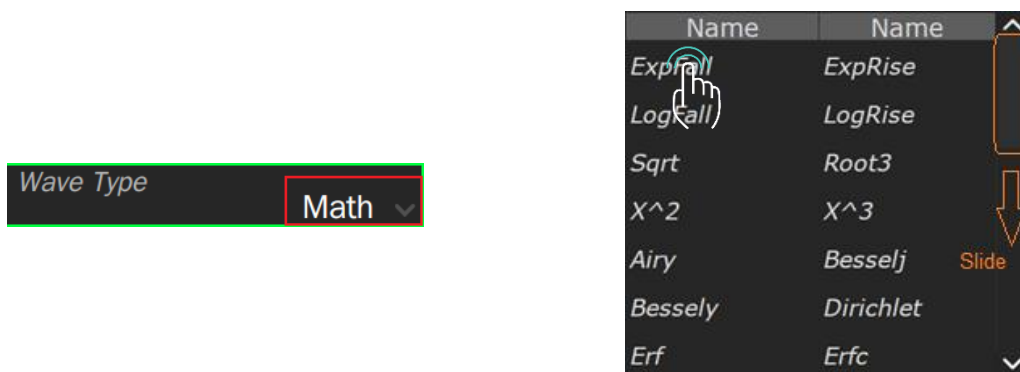 Wave Type
Math
Name Name
ExpFall ExpRise
LogFall LogRise
Sqrt Root3
X^2 X^3
Airy Besselj
Slide
Bessely Dirichlet
Erf Erfc